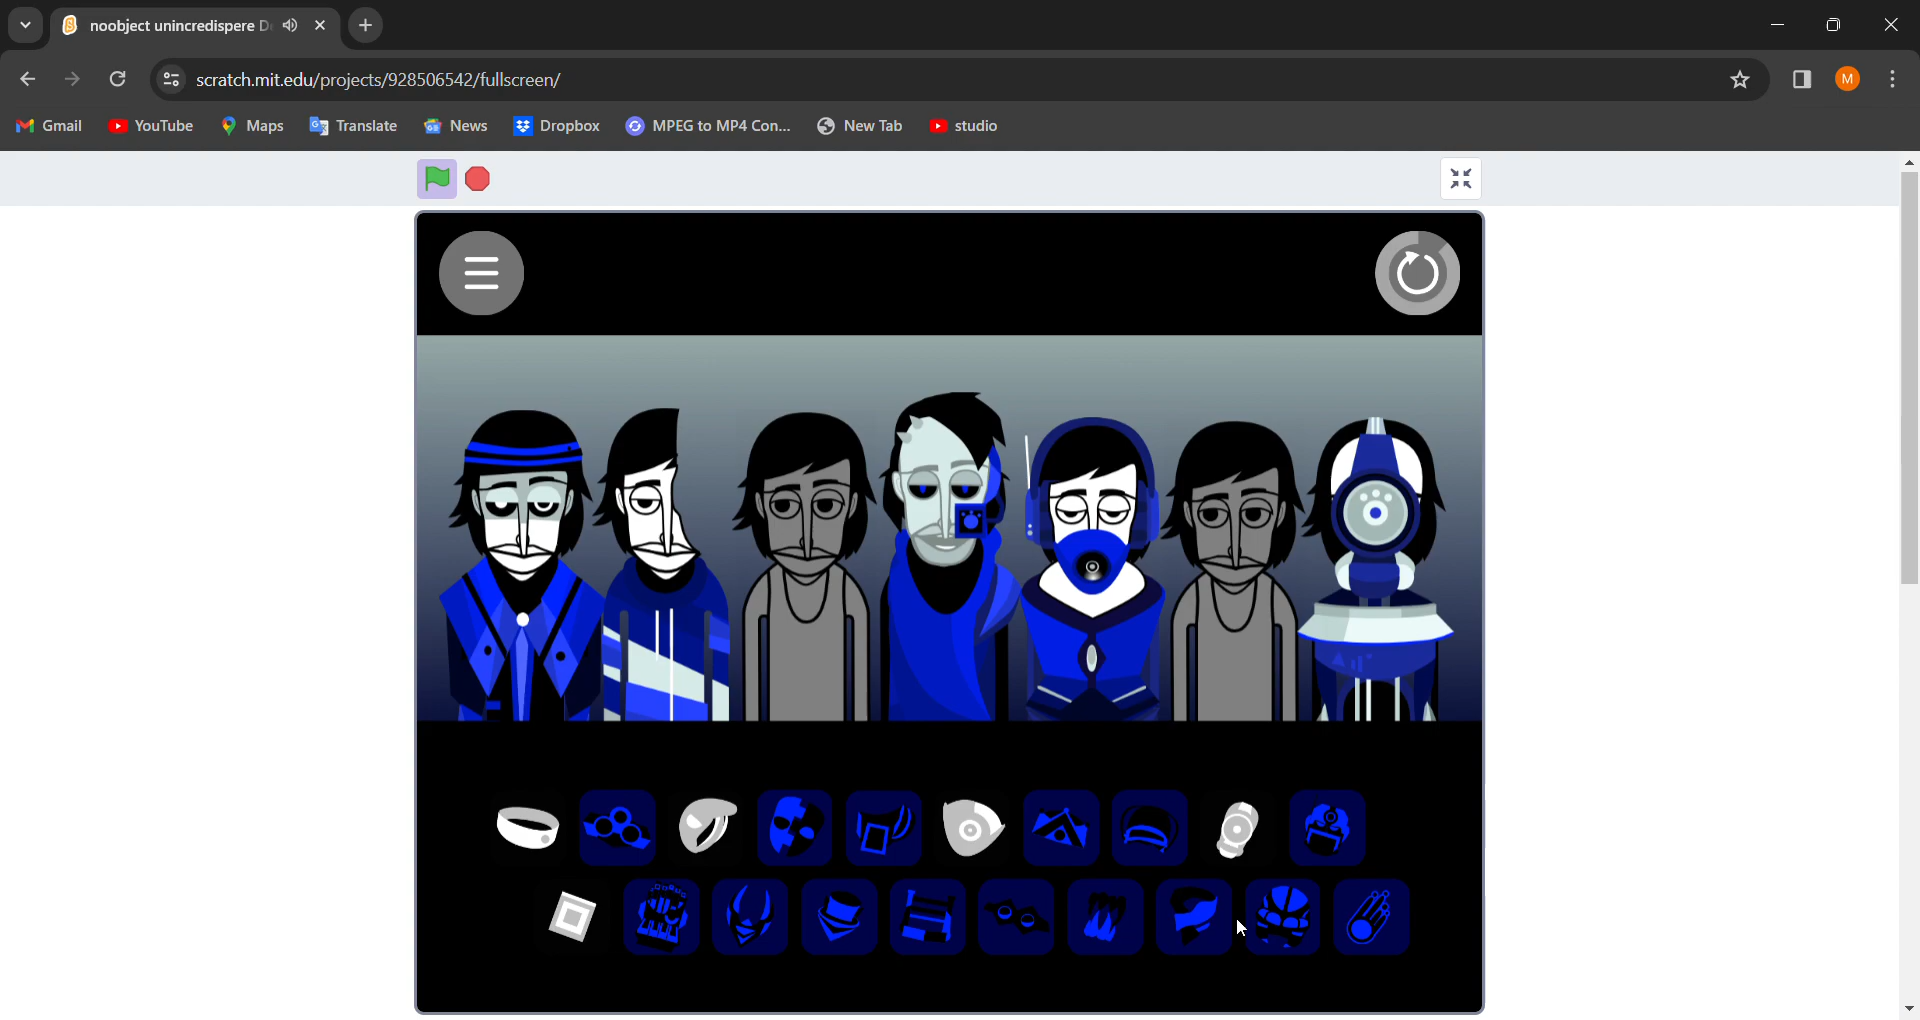 noobject unincredispere D
scratch.mit.edu/projects/928506542/fullscreen/
M
Gmail YouTube Maps Translate News Dropbox MPEG to MP4 Con... New Tab studio